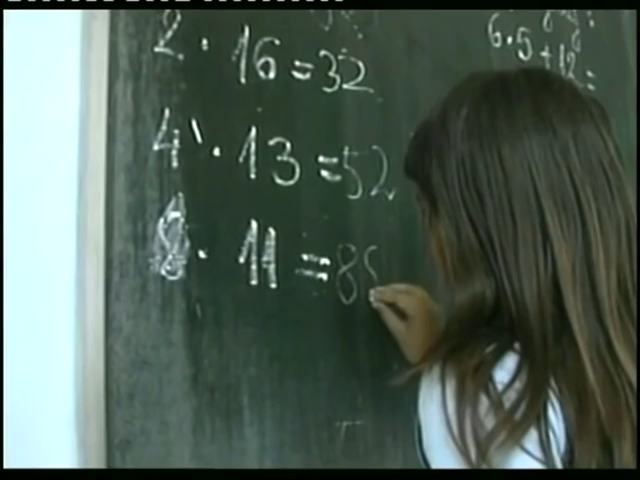 2 · 16 = 32
4 · 13 = 52
8 · 11 = 88
6 · 5 + 12 =